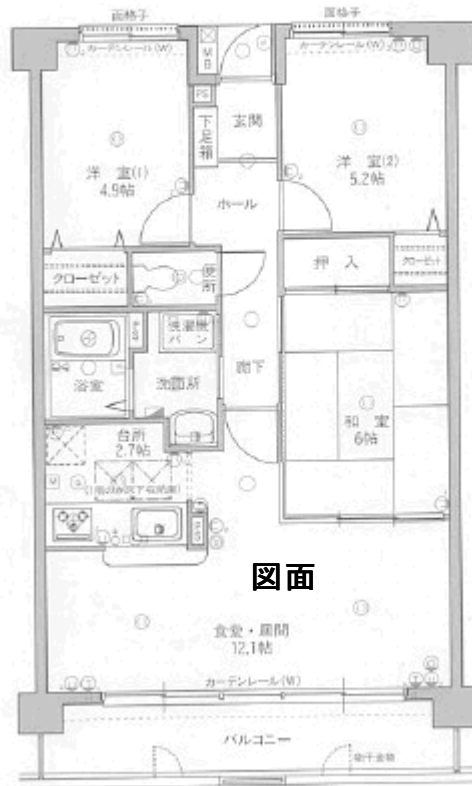 面格子
面格子
カーテンレール(W)
カーテンレール(W)
MB
PS
下足箱
玄関
洋室(1)
4.9帖
洋室(2)
5.2帖
ホール
クローゼット
便所
押入
クローゼット
洗濯機
パン
浴室
洗面所
廊下
和室
6帖
台所
2.7帖
図面
食堂・居間
12.1帖
カーテンレール(W)
バルコニー
物干金物